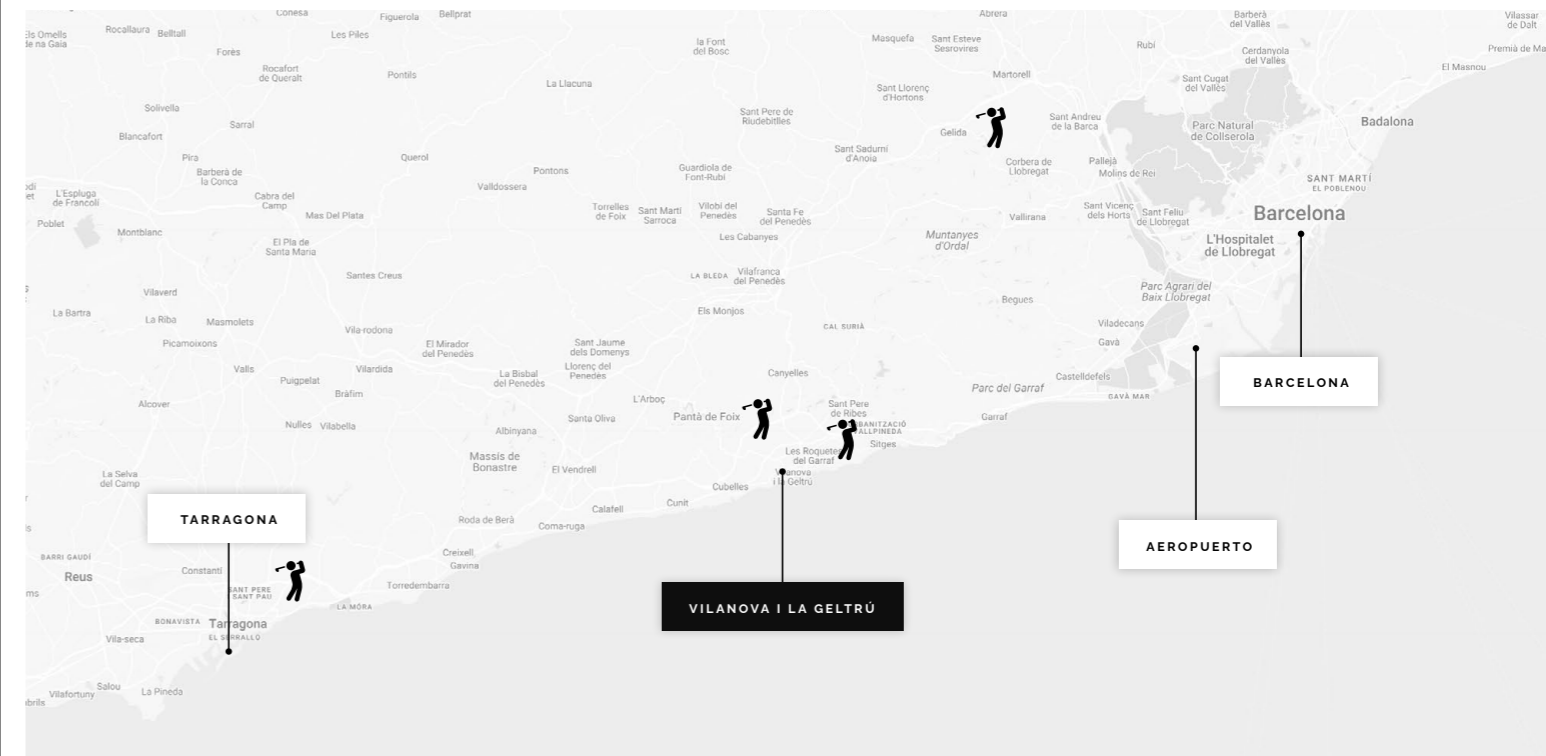 Conesa
Figuerola
Bellprat
Abrera
Barberà
del Vallès
Vilassar
de Dalt
Els Omells
de na Gaia
Rocallaura
Belltall
Les Piles
Forès
la Font
del Bosc
Masquefa
Sant Esteve
Sesrovires
Rubí
Cerdanyola
del Vallès
Premià de Ma
El Masnou
Rocafort
de Queralt
Pontils
La Llacuna
Martorell
Sant Llorenç
d'Hortons
Sant Cugat
del Vallès
Solivella
Sarral
Blancafort
Sant Pere de
Riudebitlles
Gelida
Sant Andreu
de la Barca
Parc Natural
de Collserola
Badalona
Pira
Barberà de
la Conca
Querol
Pontons
Guardiola de
Font-Rubí
Sant Sadurní
d'Anoia
Corbera de
Llobregat
Pallejà
Molins de Rei
SANT MARTÍ
EL POBLENOU
L'Espluga
de Francolí
Cabra del
Camp
Valldossera
Poblet
Montblanc
Mas Del Plata
Torrelles
de Foix
Sant Martí
Sarroca
Vilobí del
Penedès
Santa Fe
del Penedès
Les Cabanyes
Vallirana
Sant Vicenç
dels Horts
Sant Feliu
de Llobregat
Barcelona
El Pla de
Santa Maria
Muntanyes
d'Ordal
L'Hospitalet
de Llobregat
Santes Creus
LA BLEDA
Vilafranca
del Penedès
Parc Agrari del
Baix Llobregat
Vilaverd
La Bartra
La Riba
Masmolets
Vila-rodona
Els Monjos
CAL SURIÀ
Begues
Viladecans
Gavà
Picamoixons
El Mirador
del Penedès
Sant Jaume
dels Domenys
Valls
Vilardida
Puigpelat
Bràfim
La Bisbal
del Penedès
Llorenç del
Penedès
Canyelles
Parc del Garraf
Castelldefels
GAVÀ MAR
BARCELONA
Alcover
Nulles
Vilabella
L'Arboç
Santa Oliva
Albinyana
Pantà de Foix
Sant Pere
de Ribes
Garraf
Sitges
Massís de
Bonastre
El Vendrell
Les Roquetes
del Garraf
Vilanova
i la Geltrú
La Selva
del Camp
Cubelles
Cunit
Calafell
Roda de Berà
Coma-ruga
TARRAGONA
AEROPUERTO
BARRI GAUDÍ
Reus
Constantí
Creixell
Gavina
SANT PERE
SANT PAU
Torredembarra
LA MÓRA
VILANOVA I LA GELTRÚ
BONAVISTA
Tarragona
EL SERRALLO
Vila-seca
Salou
Vilafortuny
La Pineda